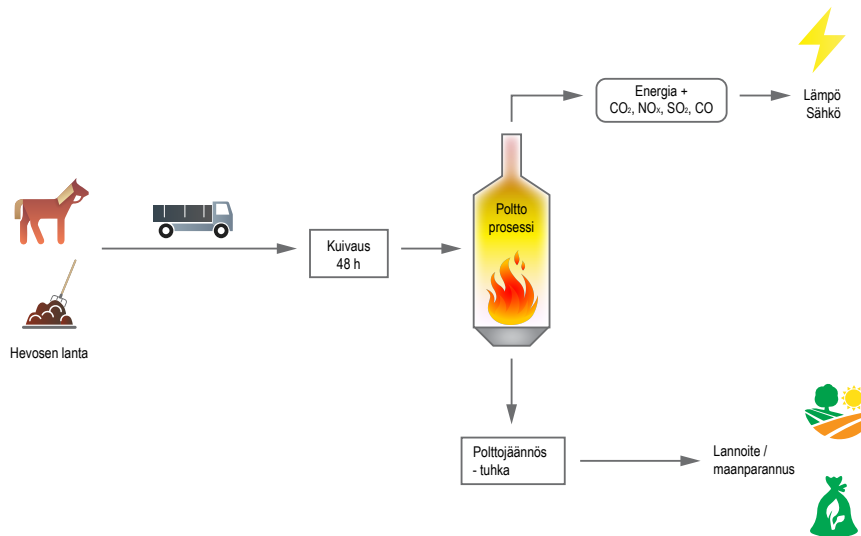 Energia +
CO₂, NOₓ, SO₂, CO
Lämpö
Sähkö
Poltto
prosessi
Kuivaus
48 h
Hevosen lanta
Polttojäännös
- tuhka
Lannoite /
maanparannus